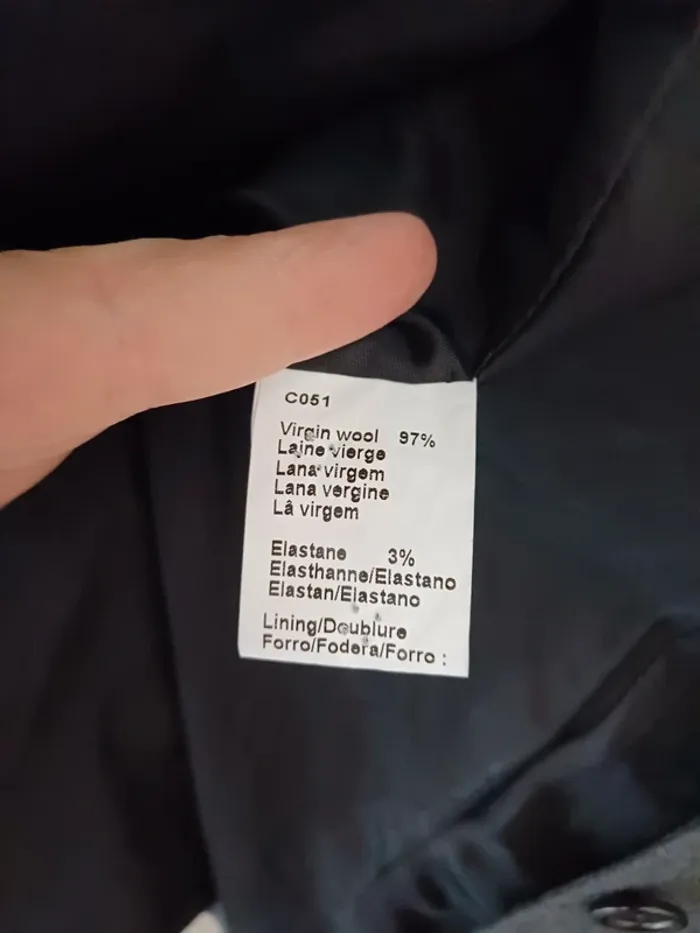 C051
Virgin wool 97%
Laine vierge
Lana virgem
Lana vergine
Lâ virgem
Elastane 3%
Elasthanne/Elastano
Elastan/Elastano
Lining/Doublure
Forro/Fodera/Forro :